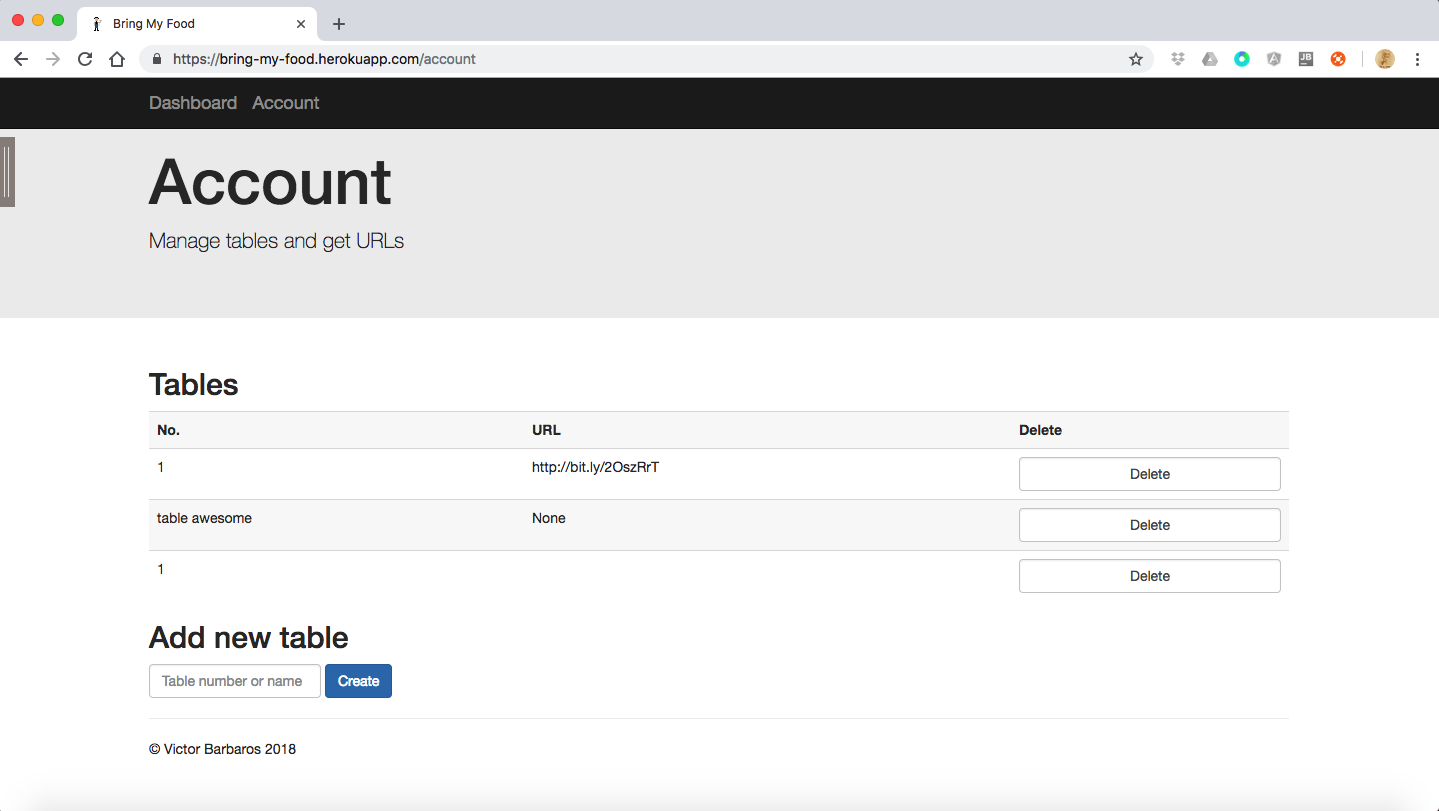 Bring My Food
https://bring-my-food.herokuapp.com/account
JB
Dashboard Account
Account
Manage tables and get URLs
Tables
No. URL Delete
1 http://bit.ly/2OszRrT Delete
table awesome None Delete
1 Delete
Add new table
Table number or name Create
© Victor Barbaros 2018